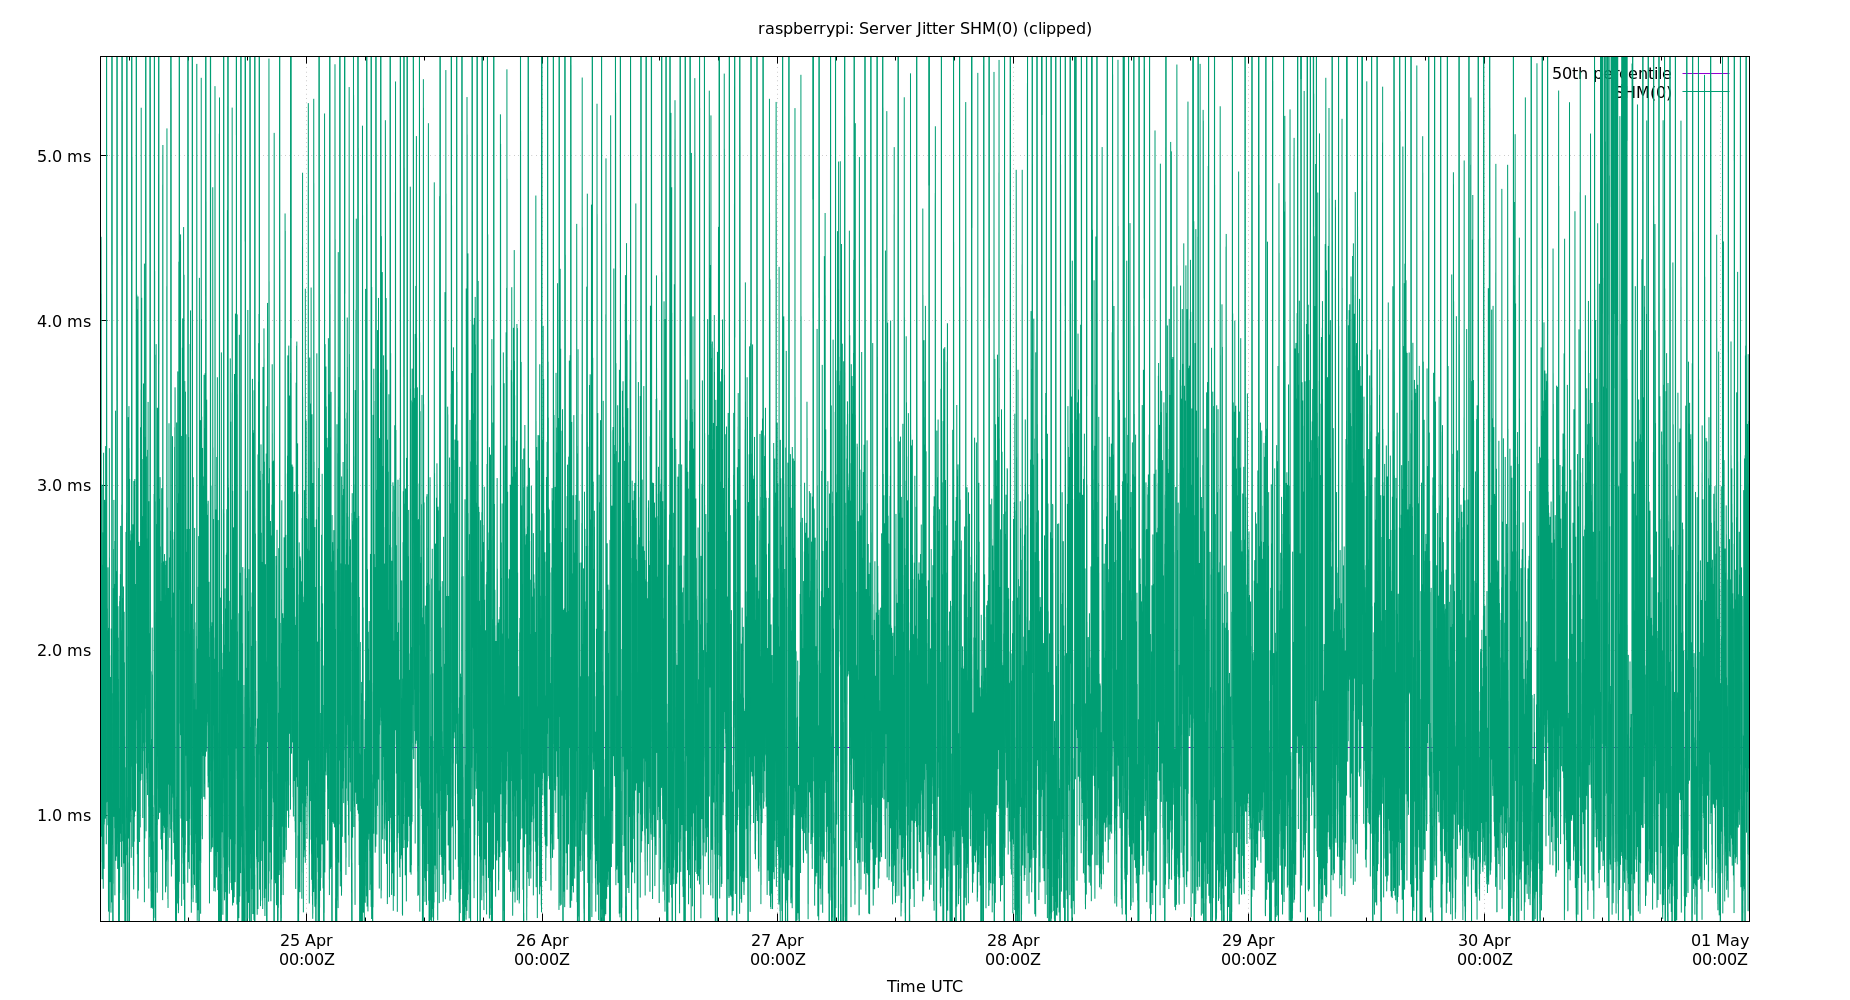 raspberrypi: Server Jitter SHM(0) (clipped)
50th percentile
SHM(0)
5.0 ms
4.0 ms
3.0 ms
2.0 ms
1.0 ms
25 Apr
00:00Z
26 Apr
00:00Z
27 Apr
00:00Z
28 Apr
00:00Z
29 Apr
00:00Z
30 Apr
00:00Z
01 May
00:00Z
Time UTC